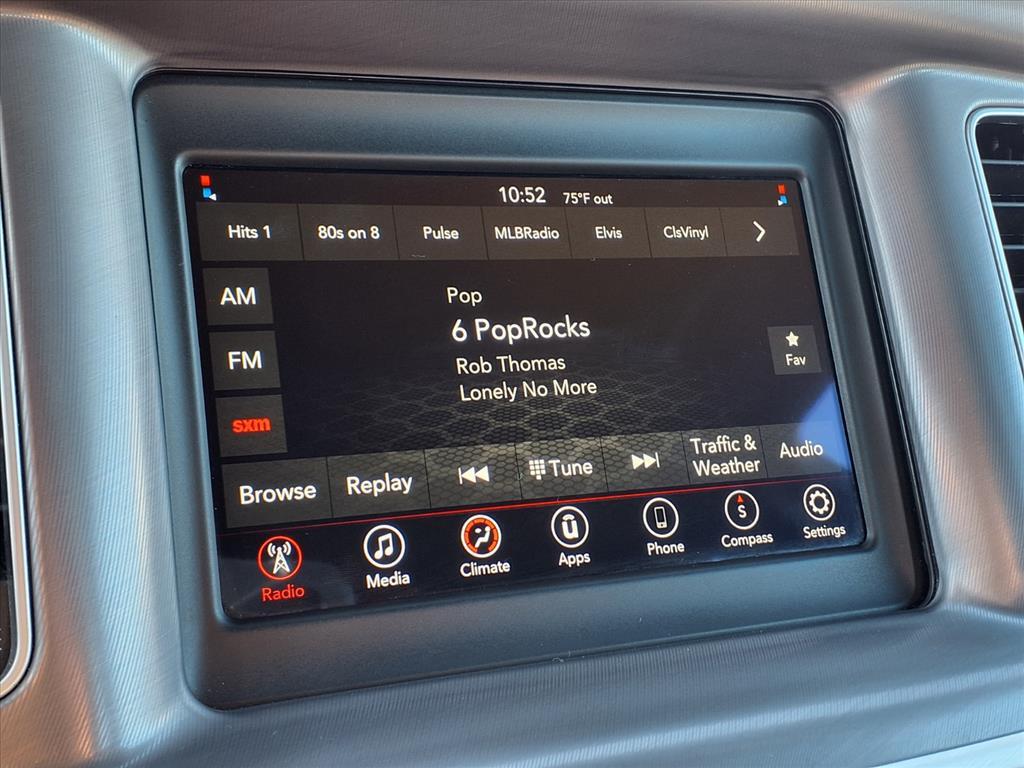 10:52 75°F out
Hits 1 80s on 8 Pulse MLBRadio Elvis ClsVinyl
AM
Pop
6 PopRocks
FM
Rob Thomas
Fav
Lonely No More
sxm
Browse Replay Tune Traffic & Weather Audio
Radio Media Climate Apps Phone S Compass Settings